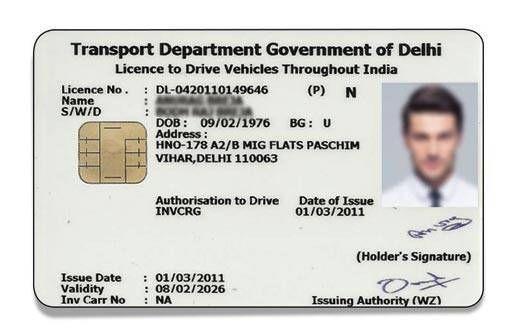 Transport Department Government of Delhi
Licence to Drive Vehicles Throughout India
Licence No. : DL-0420110149646 (P) N
Name :
S/W/D :
DOB : 09/02/1976 BG : U
Address :
HNO-178 A2/B MIG FLATS PASCHIM
VIHAR,DELHI 110063
Authorisation to Drive Date of Issue
INVCRG 01/03/2011
(Holder's Signature)
Issue Date : 01/03/2011
Validity : 08/02/2026
Inv Carr No : NA Issuing Authority (WZ)